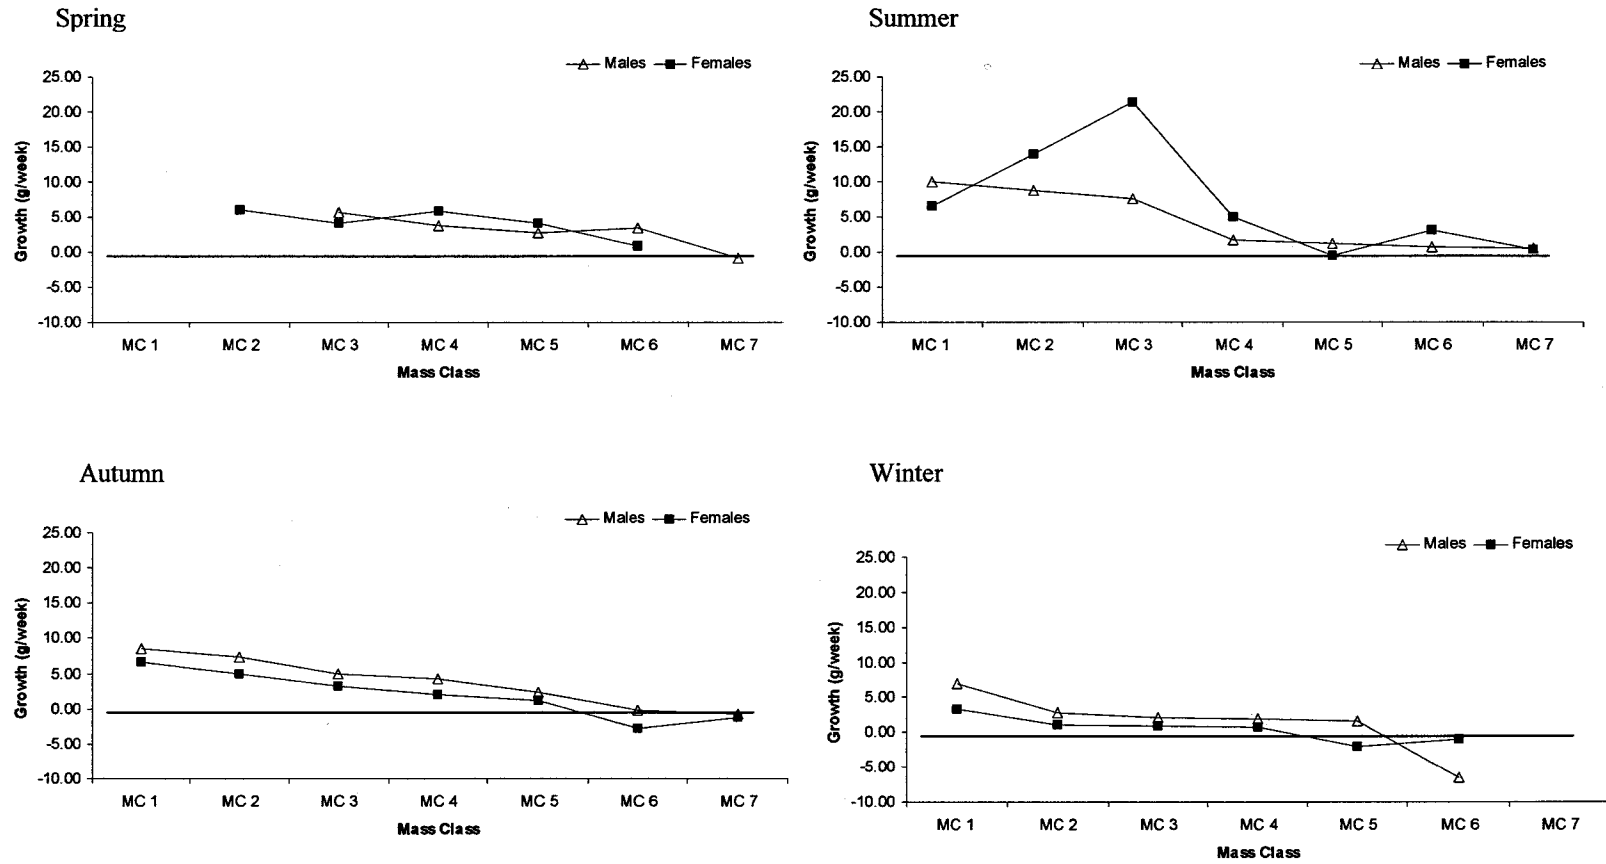 Spring
Males Females
25.00
20.00
15.00
10.00
5.00
0.00
-5.00
-10.00
Growth (g/week)
MC 1 MC 2 MC 3 MC 4 MC 5 MC 6 MC 7
Mass Class
Summer
Males Females
25.00
20.00
15.00
10.00
5.00
0.00
-5.00
-10.00
Growth (g/week)
MC 1 MC 2 MC 3 MC 4 MC 5 MC 6 MC 7
Mass Class
Autumn
Males Females
25.00
20.00
15.00
10.00
5.00
0.00
-5.00
-10.00
Growth (g/week)
MC 1 MC 2 MC 3 MC 4 MC 5 MC 6 MC 7
Mass Class
Winter
Males Females
25.00
20.00
15.00
10.00
5.00
0.00
-5.00
-10.00
Growth (g/week)
MC 1 MC 2 MC 3 MC 4 MC 5 MC 6 MC 7
Mass Class